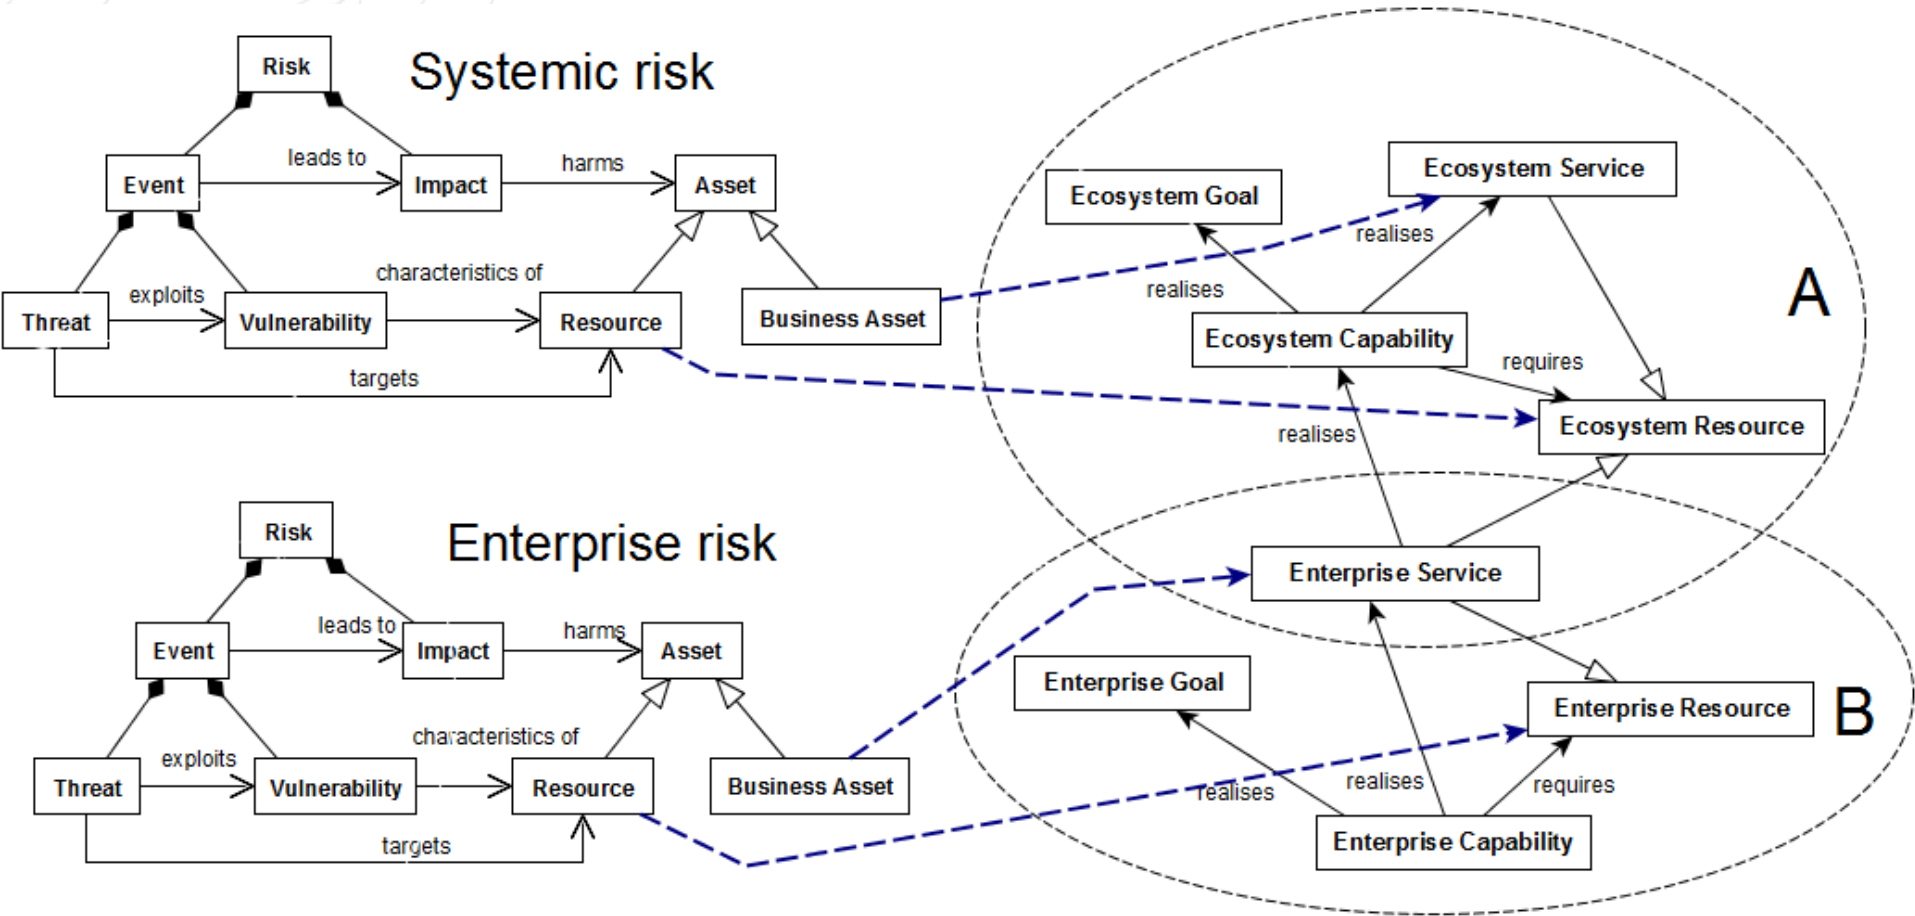 Risk
Systemic risk
Event
leads to
Impact
harms
Asset
Threat
exploits
Vulnerability
characteristics of
Resource
Business Asset
targets
Ecosystem Goal
Ecosystem Service
realises
realises
Ecosystem Capability
requires
A
Ecosystem Resource
realises
Risk
Enterprise risk
Event
leads to
Impact
harms
Asset
Threat
exploits
Vulnerability
characteristics of
Resource
Business Asset
targets
Enterprise Service
Enterprise Goal
Enterprise Resource
B
realises
realises
requires
Enterprise Capability